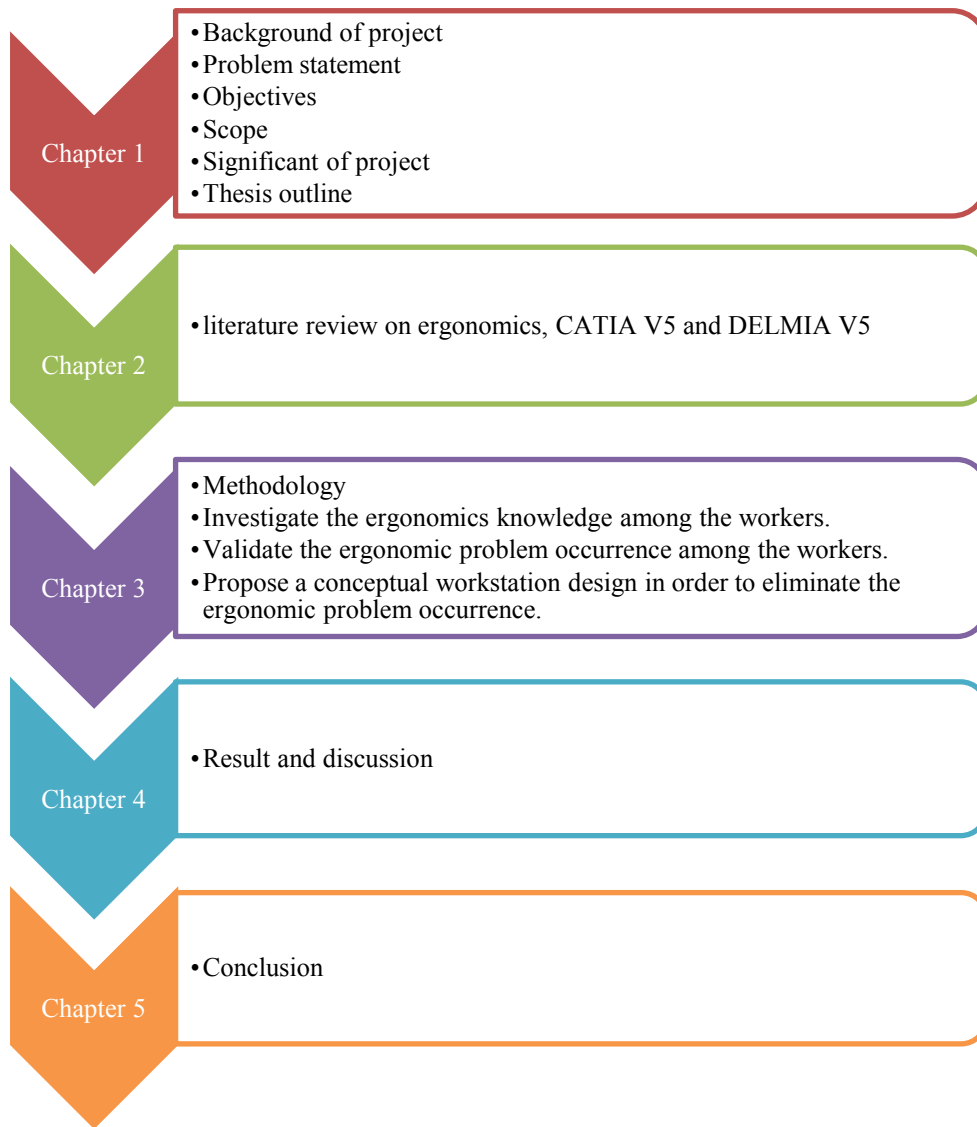 Chapter 1
•Background of project
•Problem statement
•Objectives
•Scope
•Significant of project
•Thesis outline
Chapter 2
•literature review on ergonomics, CATIA V5 and DELMIA V5
Chapter 3
•Methodology
•Investigate the ergonomics knowledge among the workers.
•Validate the ergonomic problem occurrence among the workers.
•Propose a conceptual workstation design in order to eliminate the
ergonomic problem occurrence.
Chapter 4
•Result and discussion
Chapter 5
•Conclusion